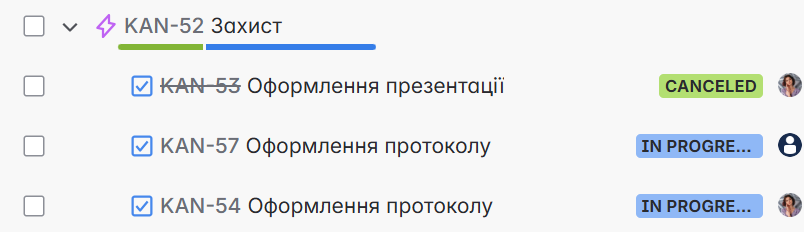 KAN-52 Захист
KAN-53 Оформлення презентації CANCELED
KAN-57 Оформлення протоколу IN PROGRE...
KAN-54 Оформлення протоколу IN PROGRE...